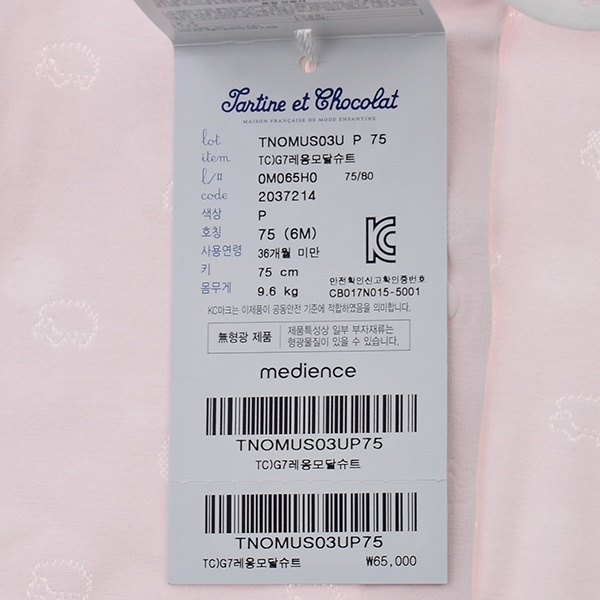 Tartine et Chocolat
MAISON FRANÇAISE DE MODE ENFANTINE
lot TNOMUS03U P 75
item TC)G7레옹모달슈트
l/# 0M065H0 75/80
code 2037214
색상 P
호칭 75 (6M)
사용연령 36개월 미만
키 75 cm
몸무게 9.6 kg
안전확인신고확인증번호
CB017N015-5001
KC마크는 이제품이 공동안전 기준에 적합하였음을 의미합니다.
無형광 제품
제품특성상 일부 부자재류는
형광물질이 있을 수 있습니다.
medience
TNOMUS03UP75
TC)G7레옹모달슈트
TNOMUS03UP75
TC)G7레옹모달슈트 ₩65,000